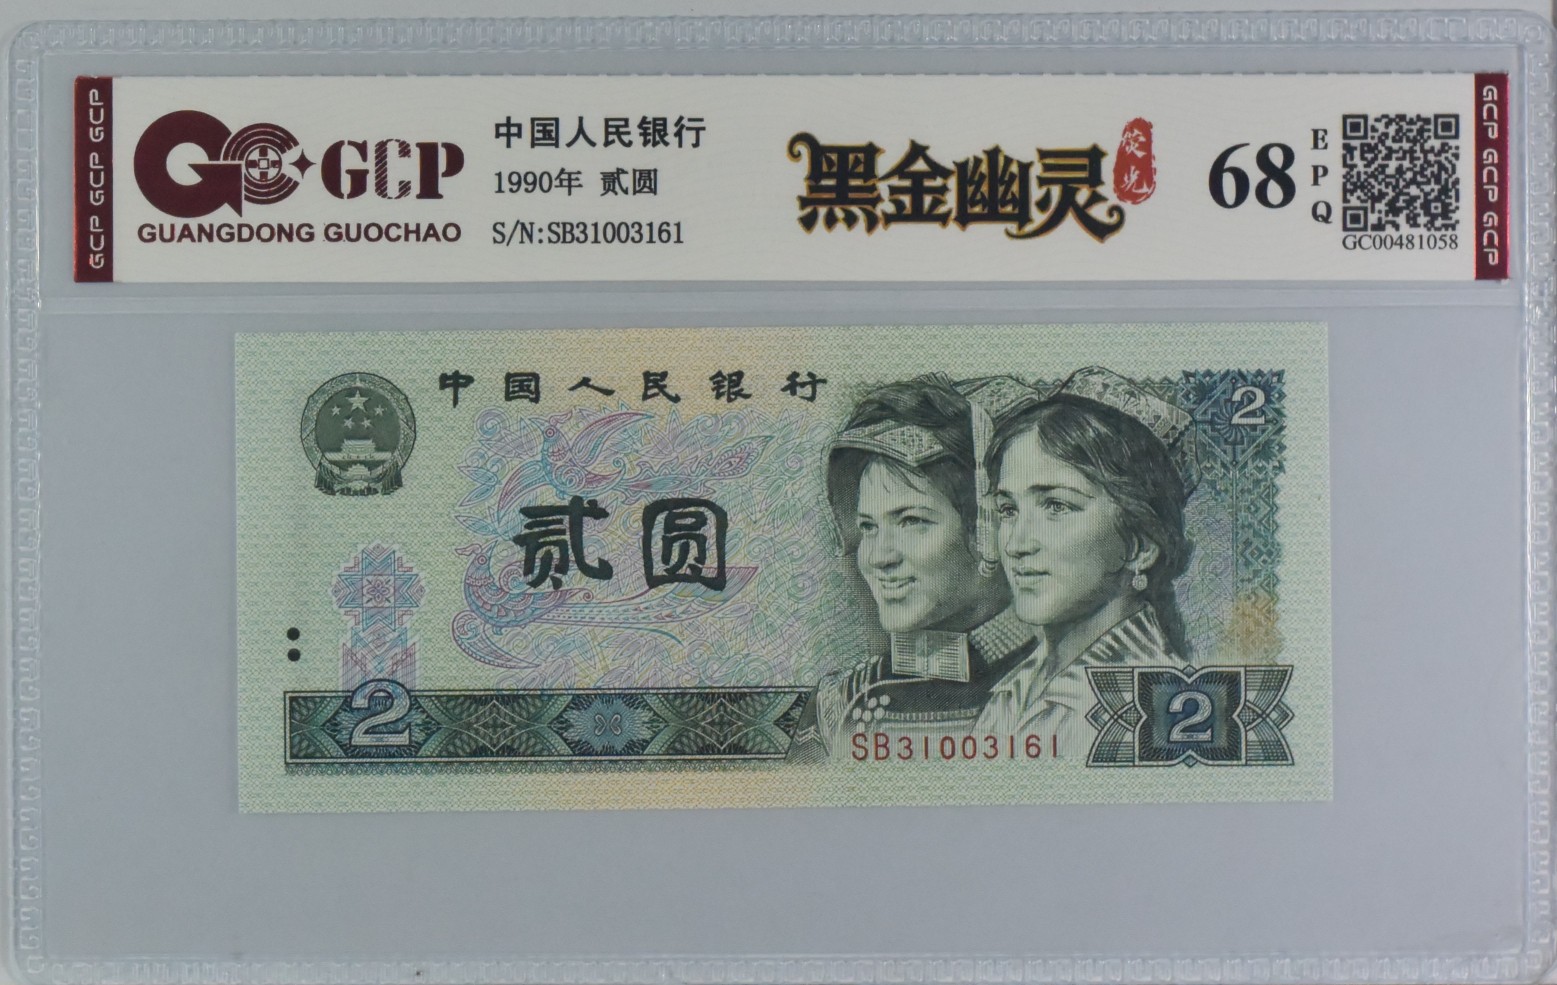 GCP GCP GCP
GCP
GUANGDONG GUOCHAO
中国人民银行
1990年 贰圆
S/N:SB31003161
黑金幽灵
荧光
68
EPQ
GC00481058
GCP GCP GCP
中国人民银行
2
贰圆
2
2
SB31003161